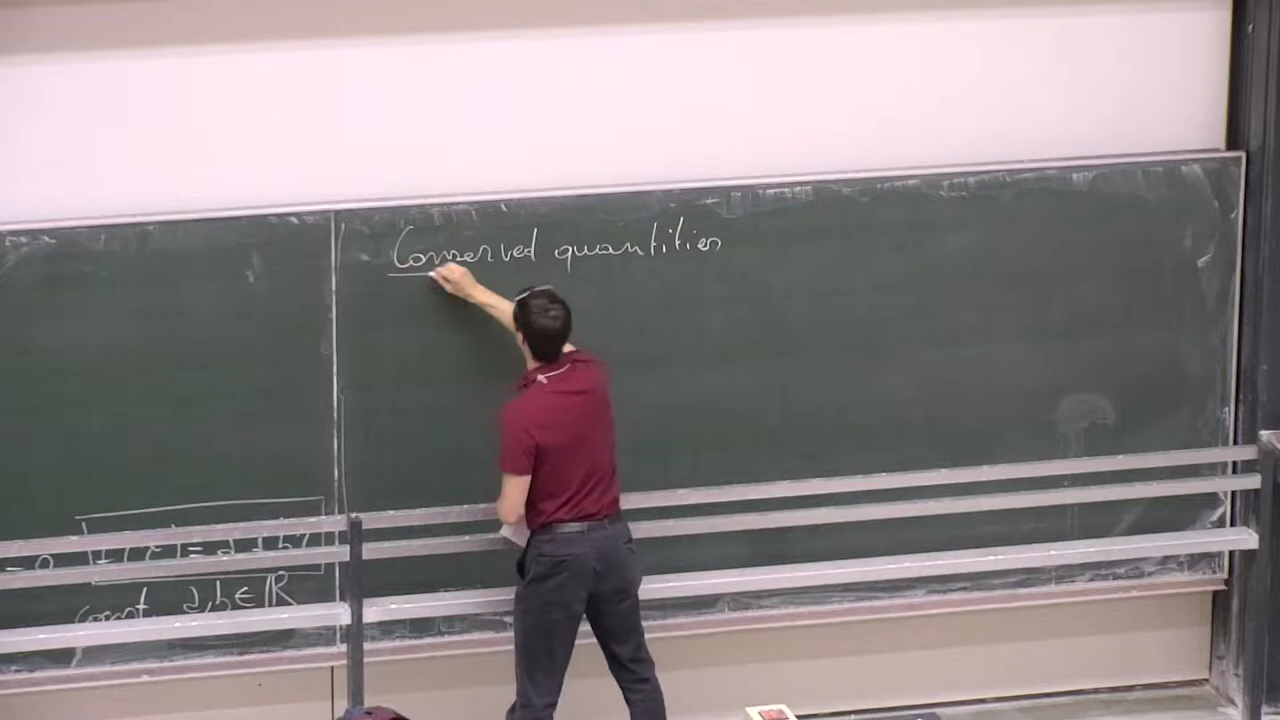 Conserved quantities
const. a,b ∈ ℝ